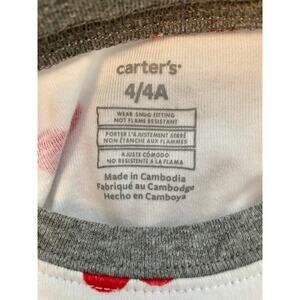 carter's®
4/4A
WEAR SNUG FITTING
NOT FLAME RESISTANT
PORTER L'AJUSTEMENT SERRÉ
NON ÉTANCHE AUX FLAMMES
AJUSTE CÓMODO
NO RESISTENTE A LA FLAMA
Made in Cambodia
Fabriqué au Cambodge
Hecho en Camboya